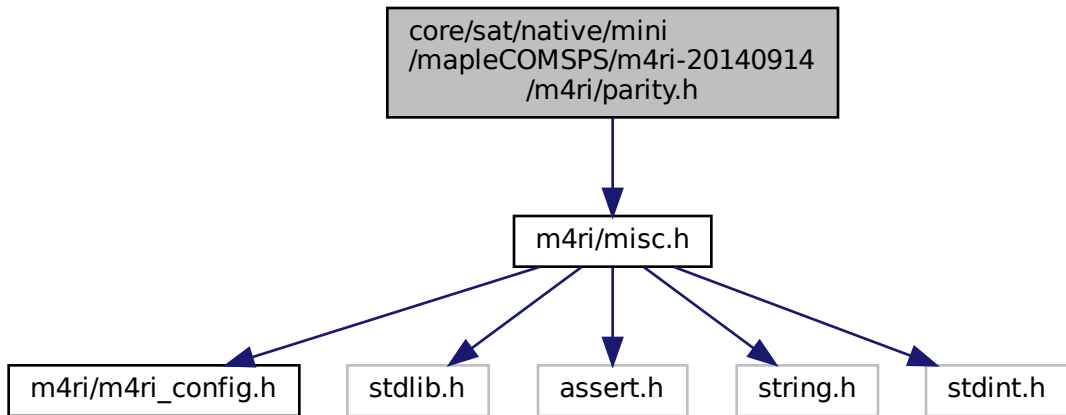 core/sat/native/mini
/mapleCOMSPS/m4ri-20140914
/m4ri/parity.h
m4ri/misc.h
m4ri/m4ri_config.h
stdlib.h
assert.h
string.h
stdint.h